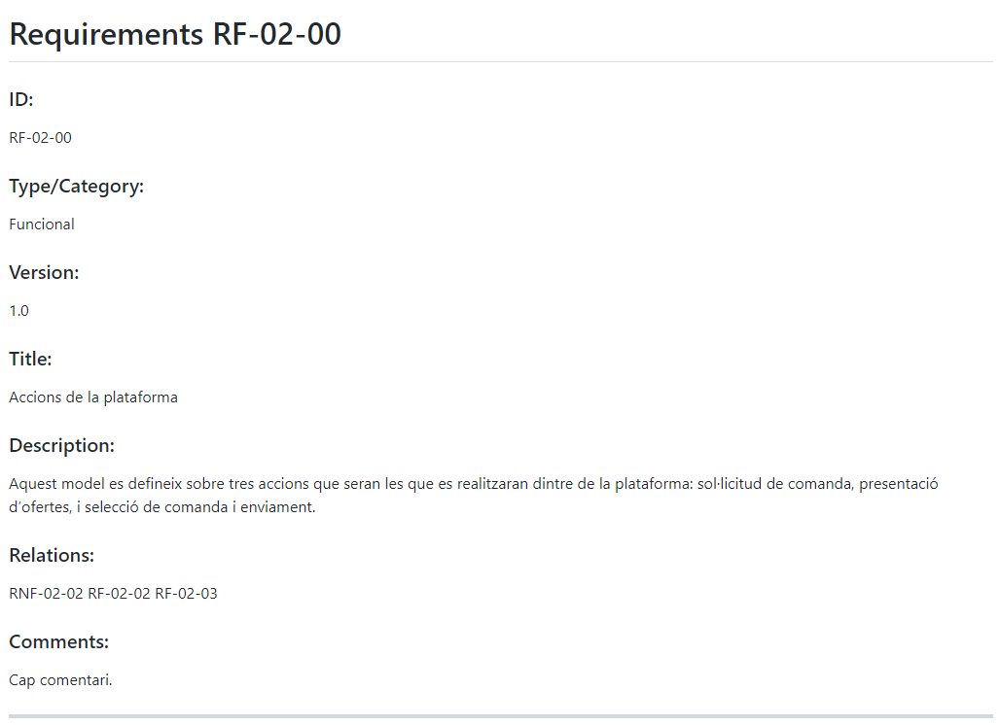 Requirements RF-02-00
ID:
RF-02-00
Type/Category:
Funcional
Version:
1.0
Title:
Accions de la plataforma
Description:
Aquest model es defineix sobre tres accions que seran les que es realitzaran dintre de la plataforma: sol·licitud de comanda, presentació
d’ofertes, i selecció de comanda i enviament.
Relations:
RNF-02-02 RF-02-02 RF-02-03
Comments:
Cap comentari.